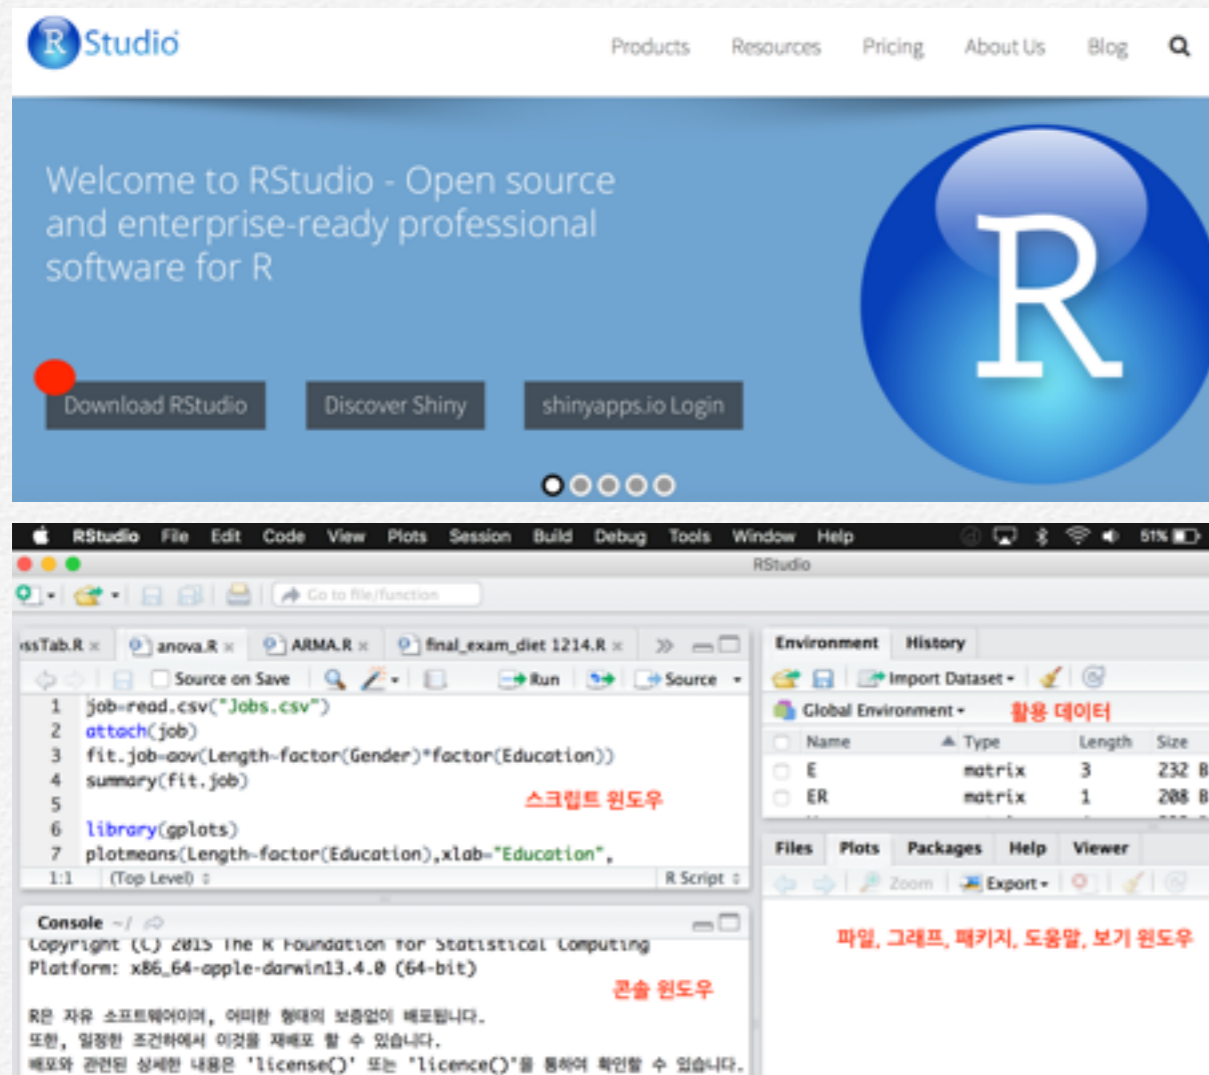 R Studio
Products Resources Pricing About Us Blog
Welcome to RStudio - Open source
and enterprise-ready professional
software for R
R
Download RStudio Discover Shiny shinyapps.io Login
RStudio File Edit Code View Plots Session Build Debug Tools Window Help 51%
RStudio
Go to file/function
ssTab.R anova.R ARMA.R final_exam_diet 1214.R
Source on Save Run Source
1 job=read.csv("Jobs.csv")
2 attach(job)
3 fit.job=aov(Length~factor(Gender)*factor(Education))
4 summary(fit.job)
5
스크립트 윈도우
6 library(gplots)
7 plotmeans(Length~factor(Education),xlab="Education",
1:1 (Top Level) R Script
Environment History
Import Dataset
Global Environment 활용 데이터
Name Type Length Size
E matrix 3 232 B
ER matrix 1 208 B
Files Plots Packages Help Viewer
Zoom Export
파일, 그래프, 패키지, 도움말, 보기 윈도우
Console ~/
Copyright (C) 2015 The R Foundation for Statistical Computing
Platform: x86_64-apple-darwin13.4.0 (64-bit)
콘솔 윈도우
R은 자유 소프트웨어이며, 어떠한 형태의 보증없이 배포됩니다.
또한, 일정한 조건하에서 이것을 재배포 할 수 있습니다.
배포와 관련된 상세한 내용은 'license()' 또는 'licence()'을 통하여 확인할 수 있습니다.